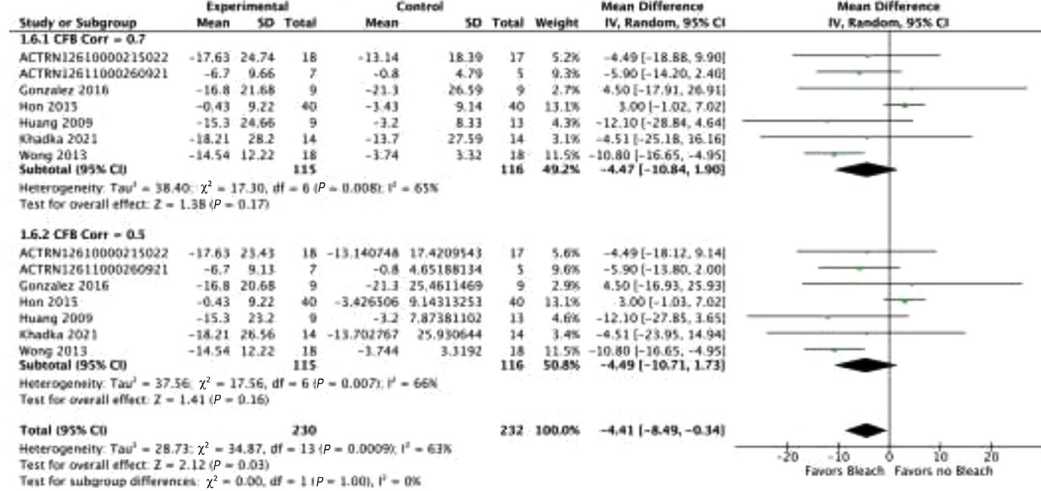 Experimental Control Mean Difference Mean Difference
Study or Subgroup Mean SD Total Mean SD Total Weight IV, Random, 95% CI IV, Random, 95% CI
1.6.1 CFB Corr = 0.7
ACTRN12610000215022 -17.63 24.74 18 -13.14 18.39 17 5.2% -4.49 [-18.88, 9.90]
ACTRN12611000260921 -6.7 9.66 7 -0.8 4.79 5 9.3% -5.90 [-14.20, 2.40]
Gonzalez 2016 -16.8 21.68 9 -21.3 26.59 9 2.7% 4.50 [-17.91, 26.91]
Hon 2015 -0.43 9.22 40 -3.43 9.14 40 13.1% 3.00 [-1.02, 7.02]
Huang 2009 -15.3 24.66 9 -3.2 8.33 13 4.3% -12.10 [-28.84, 4.64]
Khadka 2021 -18.21 28.2 14 -13.7 27.59 14 3.1% -4.51 [-25.18, 16.16]
Wong 2013 -14.54 12.22 18 -3.74 3.32 18 11.5% -10.80 [-16.65, -4.95]
Subtotal (95% CI) 115 116 49.2% -4.47 [-10.84, 1.90]
Heterogeneity: Tau² = 38.40; χ² = 17.30, df = 6 (P = 0.008); I² = 65%
Test for overall effect: Z = 1.38 (P = 0.17)
1.6.2 CFB Corr = 0.5
ACTRN12610000215022 -17.63 23.43 18 -13.140748 17.4209543 17 5.6% -4.49 [-18.12, 9.14]
ACTRN12611000260921 -6.7 9.13 7 -0.8 4.65188134 5 9.6% -5.90 [-13.80, 2.00]
Gonzalez 2016 -16.8 20.68 9 -21.3 25.4611469 9 2.9% 4.50 [-16.93, 25.93]
Hon 2015 -0.43 9.22 40 -3.426506 9.14313253 40 13.1% 3.00 [-1.03, 7.02]
Huang 2009 -15.3 23.2 9 -3.2 7.87381102 13 4.6% -12.10 [-27.85, 3.65]
Khadka 2021 -18.21 26.56 14 -13.702767 25.930644 14 3.4% -4.51 [-23.95, 14.94]
Wong 2013 -14.54 12.22 18 -3.744 3.3192 18 11.5% -10.80 [-16.65, -4.95]
Subtotal (95% CI) 115 116 50.8% -4.49 [-10.71, 1.73]
Heterogeneity: Tau² = 37.56; χ² = 17.56, df = 6 (P = 0.007); I² = 66%
Test for overall effect: Z = 1.41 (P = 0.16)
Total (95% CI) 230 232 100.0% -4.41 [-8.49, -0.34]
Heterogeneity: Tau² = 28.73; χ² = 34.87, df = 13 (P = 0.0009); I² = 63%
Test for overall effect: Z = 2.12 (P = 0.03)
Test for subgroup differences: χ² = 0.00, df = 1 (P = 1.00), I² = 0%
-20 -10 0 10 20
Favors Bleach Favors no Bleach